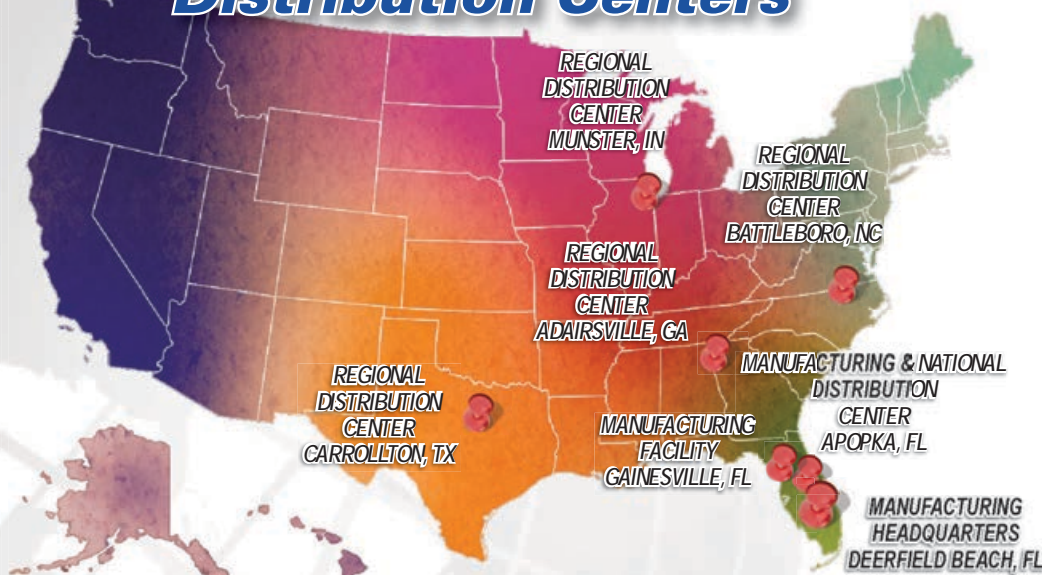 Distribution Centers
REGIONAL
DISTRIBUTION
CENTER
MUNSTER, IN
REGIONAL
DISTRIBUTION
CENTER
BATTLEBORO, NC
REGIONAL
DISTRIBUTION
CENTER
ADAIRSVILLE, GA
MANUFACTURING & NATIONAL
DISTRIBUTION
CENTER
APOPKA, FL
REGIONAL
DISTRIBUTION
CENTER
CARROLLTON, TX
MANUFACTURING
FACILITY
GAINESVILLE, FL
MANUFACTURING
HEADQUARTERS
DEERFIELD BEACH, FL